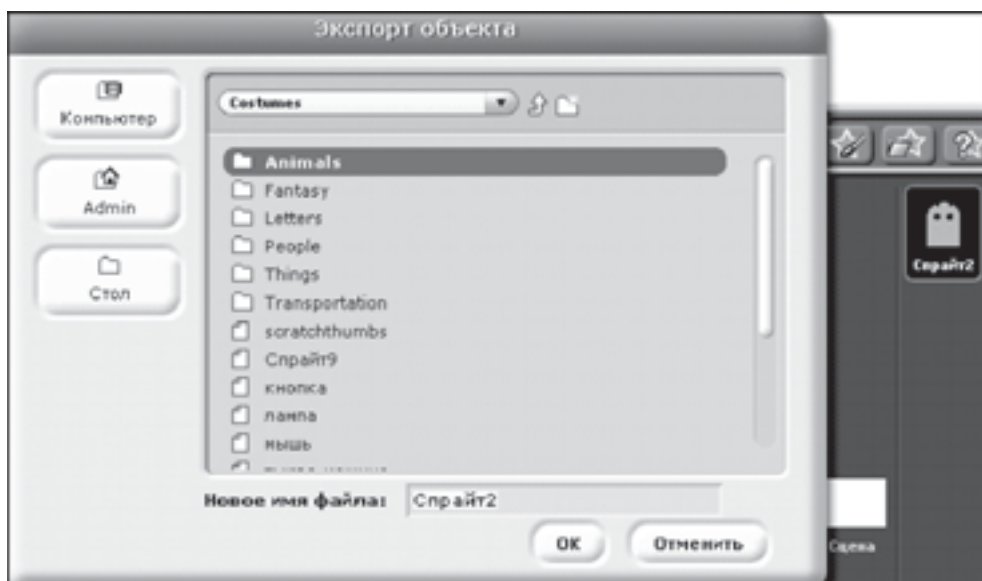 Экспорт объекта
Компьютер
Admin
Стол
Costumes
Animals
Fantasy
Letters
People
Things
Transportation
scratchthumbs
Спрайт9
кнопка
лампа
мышь
Новое имя файла: Спрайт2
ОК Отменить
Спрайт2
Сцена